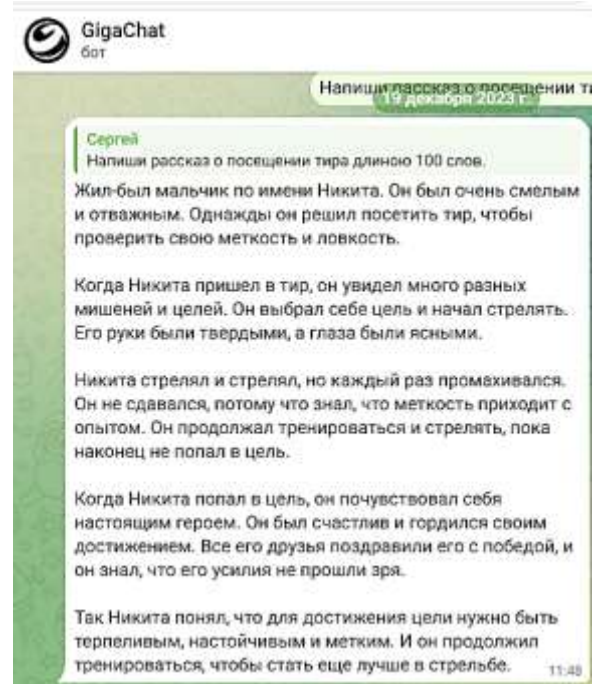 GigaChat
бот
Напиши рассказ о посещении ти
19 декабря 2023 г.
Сергей
Напиши рассказ о посещении тира длиною 100 слов.
Жил-был мальчик по имени Никита. Он был очень смелым
и отважным. Однажды он решил посетить тир, чтобы
проверить свою меткость и ловкость.
Когда Никита пришел в тир, он увидел много разных
мишеней и целей. Он выбрал себе цель и начал стрелять.
Его руки были твердыми, а глаза были ясными.
Никита стрелял и стрелял, но каждый раз промахивался.
Он не сдавался, потому что знал, что меткость приходит с
опытом. Он продолжал тренироваться и стрелять, пока
наконец не попал в цель.
Когда Никита попал в цель, он почувствовал себя
настоящим героем. Он был счастлив и гордился своим
достижением. Все его друзья поздравили его с победой, и
он знал, что его усилия не прошли зря.
Так Никита понял, что для достижения цели нужно быть
терпеливым, настойчивым и метким. И он продолжил
тренироваться, чтобы стать еще лучше в стрельбе.
11:48